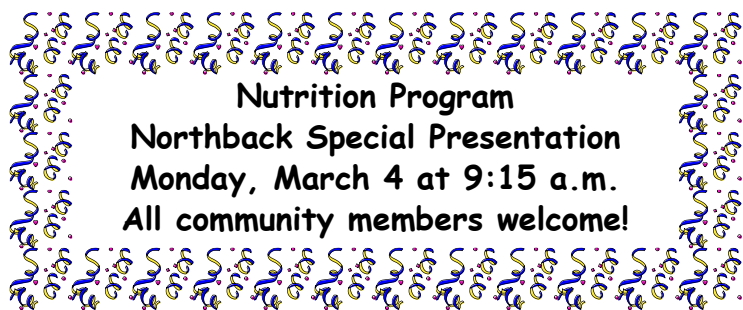 Nutrition Program
Northback Special Presentation
Monday, March 4 at 9:15 a.m.
All community members welcome!